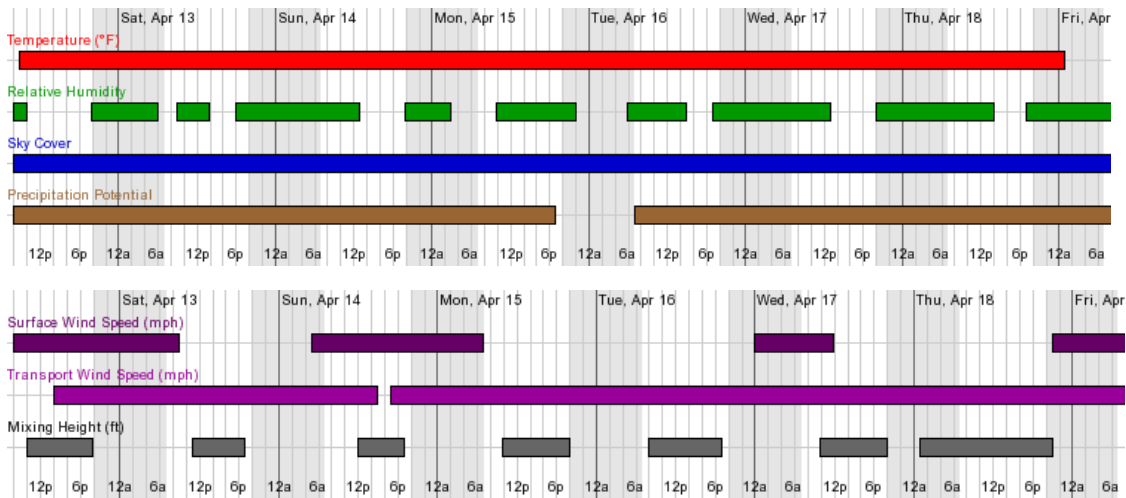 Sat, Apr 13 Sun, Apr 14 Mon, Apr 15 Tue, Apr 16 Wed, Apr 17 Thu, Apr 18 Fri, Apr
Temperature (°F)
Relative Humidity
Sky Cover
Precipitation Potential
12p 6p 12a 6a 12p 6p 12a 6a 12p 6p 12a 6a 12p 6p 12a 6a 12p 6p 12a 6a 12p 6p 12a 6a 12p 6p 12a 6a
Sat, Apr 13 Sun, Apr 14 Mon, Apr 15 Tue, Apr 16 Wed, Apr 17 Thu, Apr 18 Fri, Apr
Surface Wind Speed (mph)
Transport Wind Speed (mph)
Mixing Height (ft)
12p 6p 12a 6a 12p 6p 12a 6a 12p 6p 12a 6a 12p 6p 12a 6a 12p 6p 12a 6a 12p 6p 12a 6a 12p 6p 12a 6a